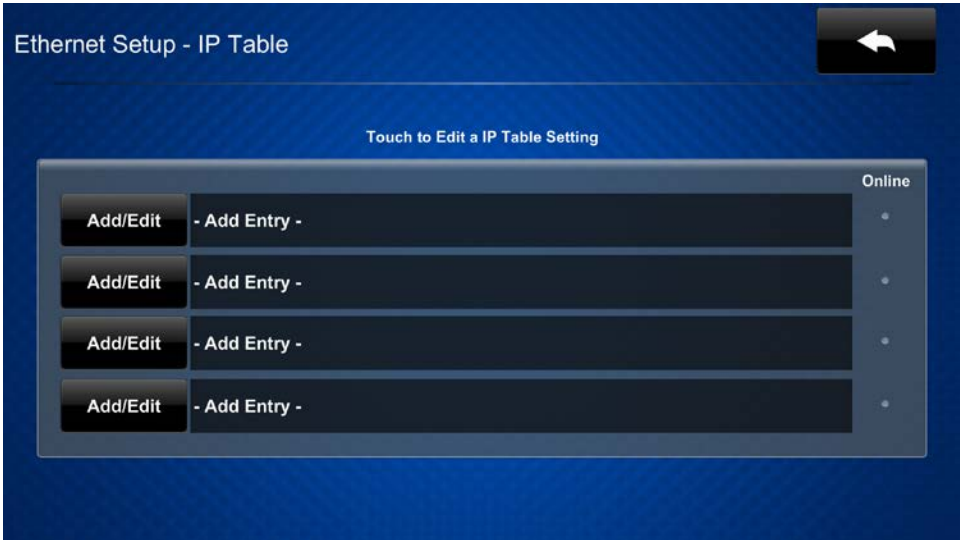 Ethernet Setup - IP Table
Touch to Edit a IP Table Setting
Online
Add/Edit - Add Entry -
Add/Edit - Add Entry -
Add/Edit - Add Entry -
Add/Edit - Add Entry -